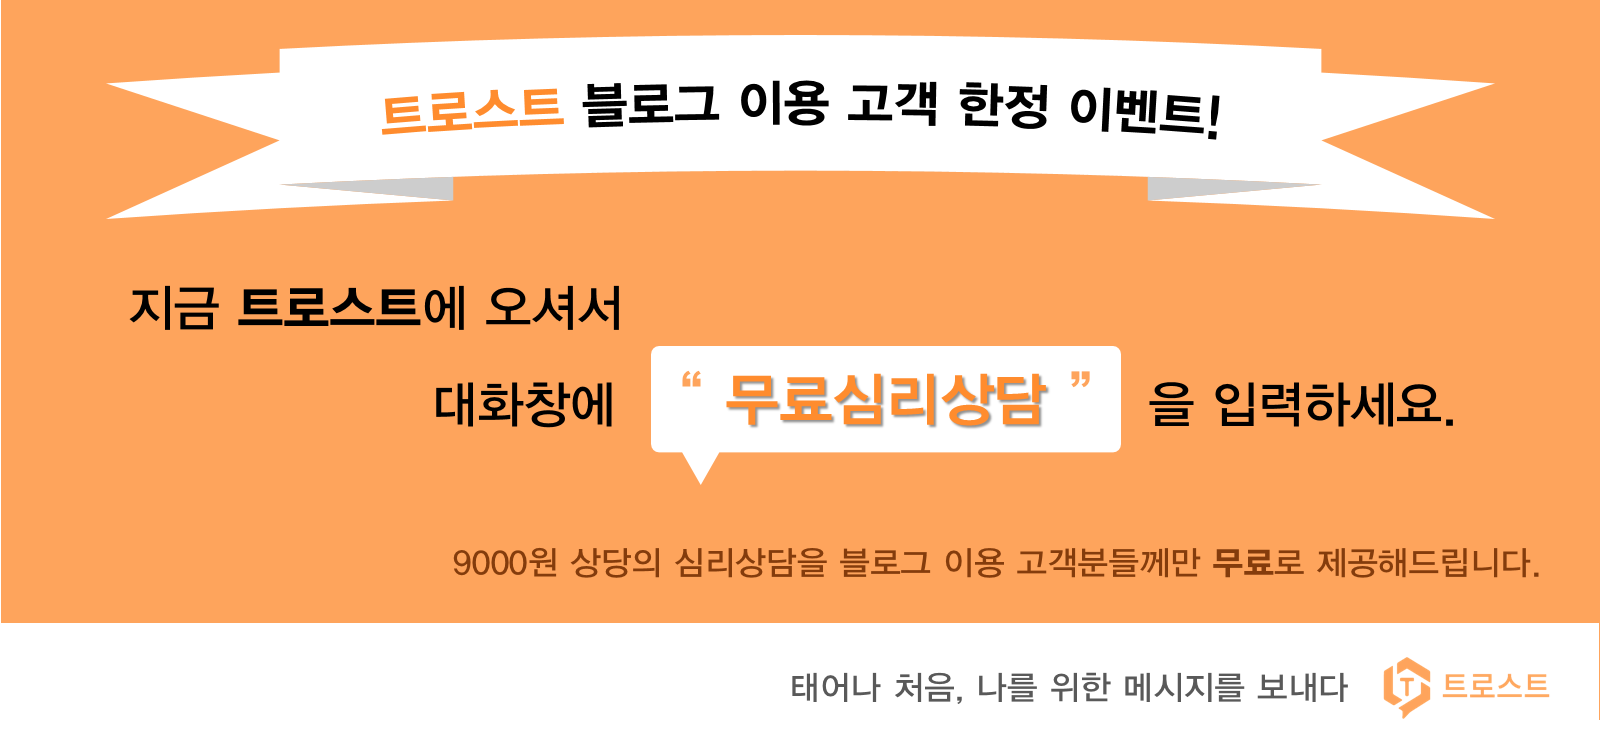 트로스트 블로그 이용 고객 한정 이벤트!
지금 트로스트에 오셔서
대화창에 “ 무료심리상담 ” 을 입력하세요.
9000원 상당의 심리상담을 블로그 이용 고객분들께만 무료로 제공해드립니다.
태어나 처음, 나를 위한 메시지를 보내다 T 트로스트